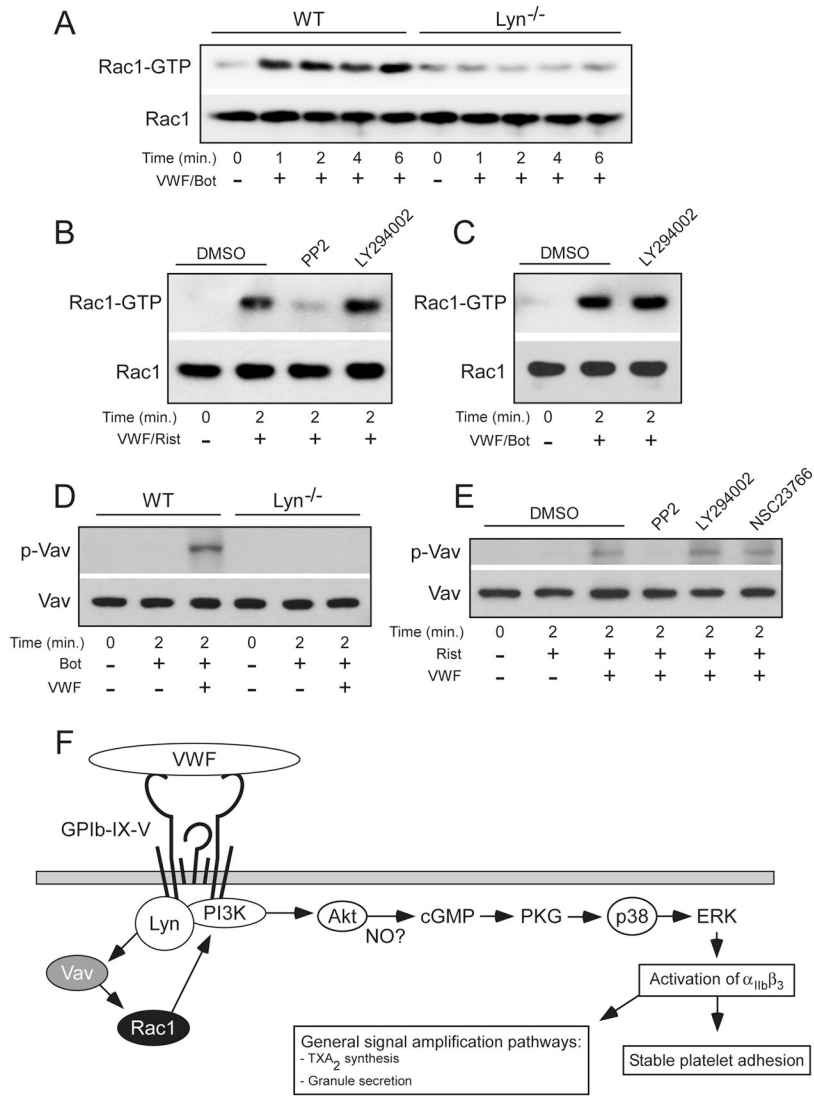 A
WT Lyn-/-
Rac1-GTP
Rac1
Time (min.) 0 1 2 4 6 0 1 2 4 6
VWF/Bot - + + + + - + + + +
B
DMSO PP2 LY294002
Rac1-GTP
Rac1
Time (min.) 0 2 2 2
VWF/Rist - + + +
C
DMSO LY294002
Rac1-GTP
Rac1
Time (min.) 0 2 2
VWF/Bot - + +
D
WT Lyn-/-
p-Vav
Vav
Time (min.) 0 2 2 0 2 2
Bot - + + - + +
VWF - - + - - +
E
DMSO PP2 LY294002 NSC23766
p-Vav
Vav
Time (min.) 0 2 2 2 2 2
Rist - + + + + +
VWF - - + + + +
F
VWF
GPIb-IX-V
Lyn PI3K Akt cGMP PKG p38 ERK
NO?
Vav
Rac1
Activation of αIIbβ3
General signal amplification pathways:
- TXA2 synthesis
- Granule secretion
Stable platelet adhesion